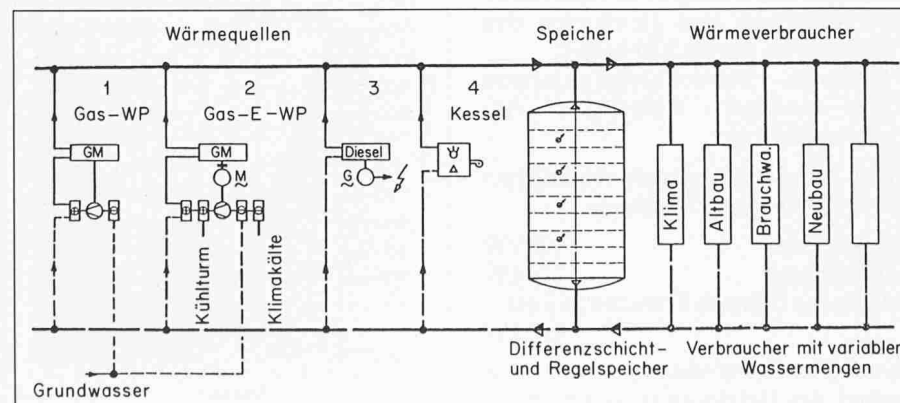 Wärmequellen
Speicher
Wärmeverbraucher
1
2
3
4
Gas-WP
Gas-E-WP
Kessel
GM
GM
Diesel
M
G
Klima
Altbau
Brauchwa.
Neubau
Kühlturm
Klimakälte
Differenzschicht-
und Regelspeicher
Verbraucher mit variablen
Wassermengen
Grundwasser